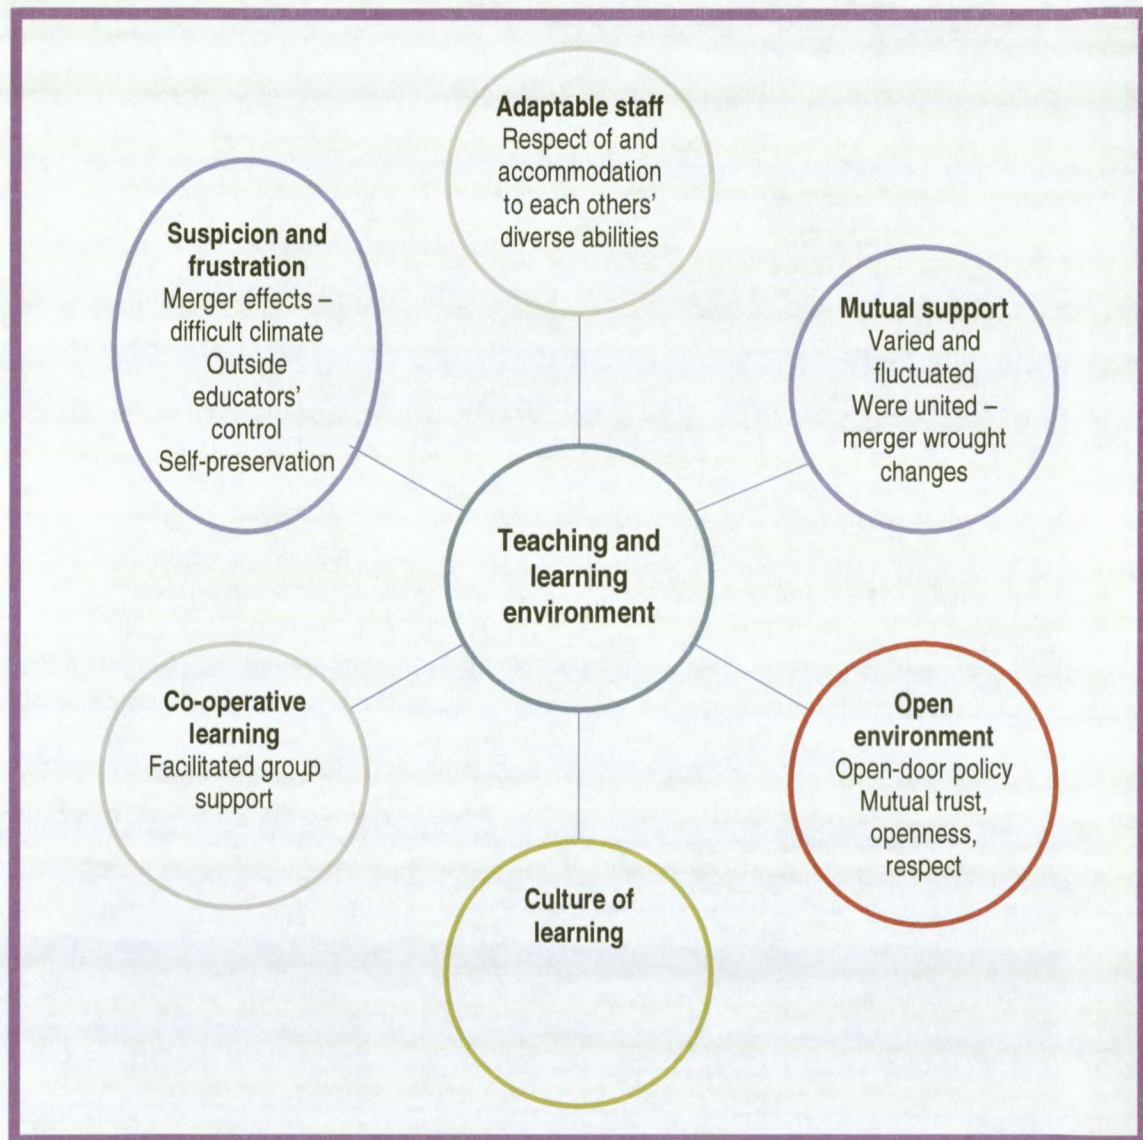 Adaptable staff
Respect of and
accommodation
to each others'
diverse abilities
Suspicion and
frustration
Merger effects –
difficult climate
Outside
educators'
control
Self-preservation
Mutual support
Varied and
fluctuated
Were united –
merger wrought
changes
Teaching and
learning
environment
Co-operative
learning
Facilitated group
support
Open
environment
Open-door policy
Mutual trust,
openness,
respect
Culture of
learning